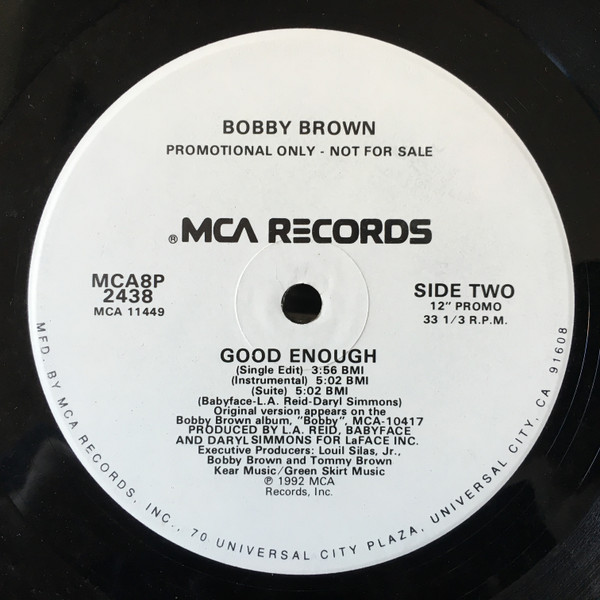 BOBBY BROWN
PROMOTIONAL ONLY - NOT FOR SALE
® MCA RECORDS
MCA8P
2438
MCA 11449
SIDE TWO
12" PROMO
33 1/3 R.P.M.
GOOD ENOUGH
(Single Edit) 3:56 BMI
(Instrumental) 5:02 BMI
(Suite) 5:02 BMI
(Babyface-L.A. Reid-Daryl Simmons)
Original version appears on the
Bobby Brown album, "Bobby", MCA-10417
PRODUCED BY L.A. REID, BABYFACE
AND DARYL SIMMONS FOR LaFACE INC.
Executive Producers: Louil Silas, Jr.,
Bobby Brown and Tommy Brown
Kear Music/Green Skirt Music
℗ 1992 MCA
Records, Inc.
MFD. BY MCA RECORDS, INC., 70 UNIVERSAL CITY PLAZA, UNIVERSAL CITY, CA 91608